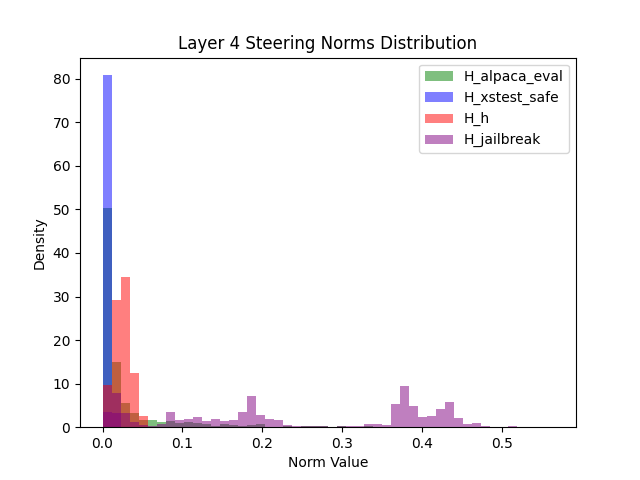 Layer 4 Steering Norms Distribution
H_alpaca_eval
H_xstest_safe
H_h
H_jailbreak
80
70
60
50
40
30
20
10
0
Density
0.0 0.1 0.2 0.3 0.4 0.5
Norm Value